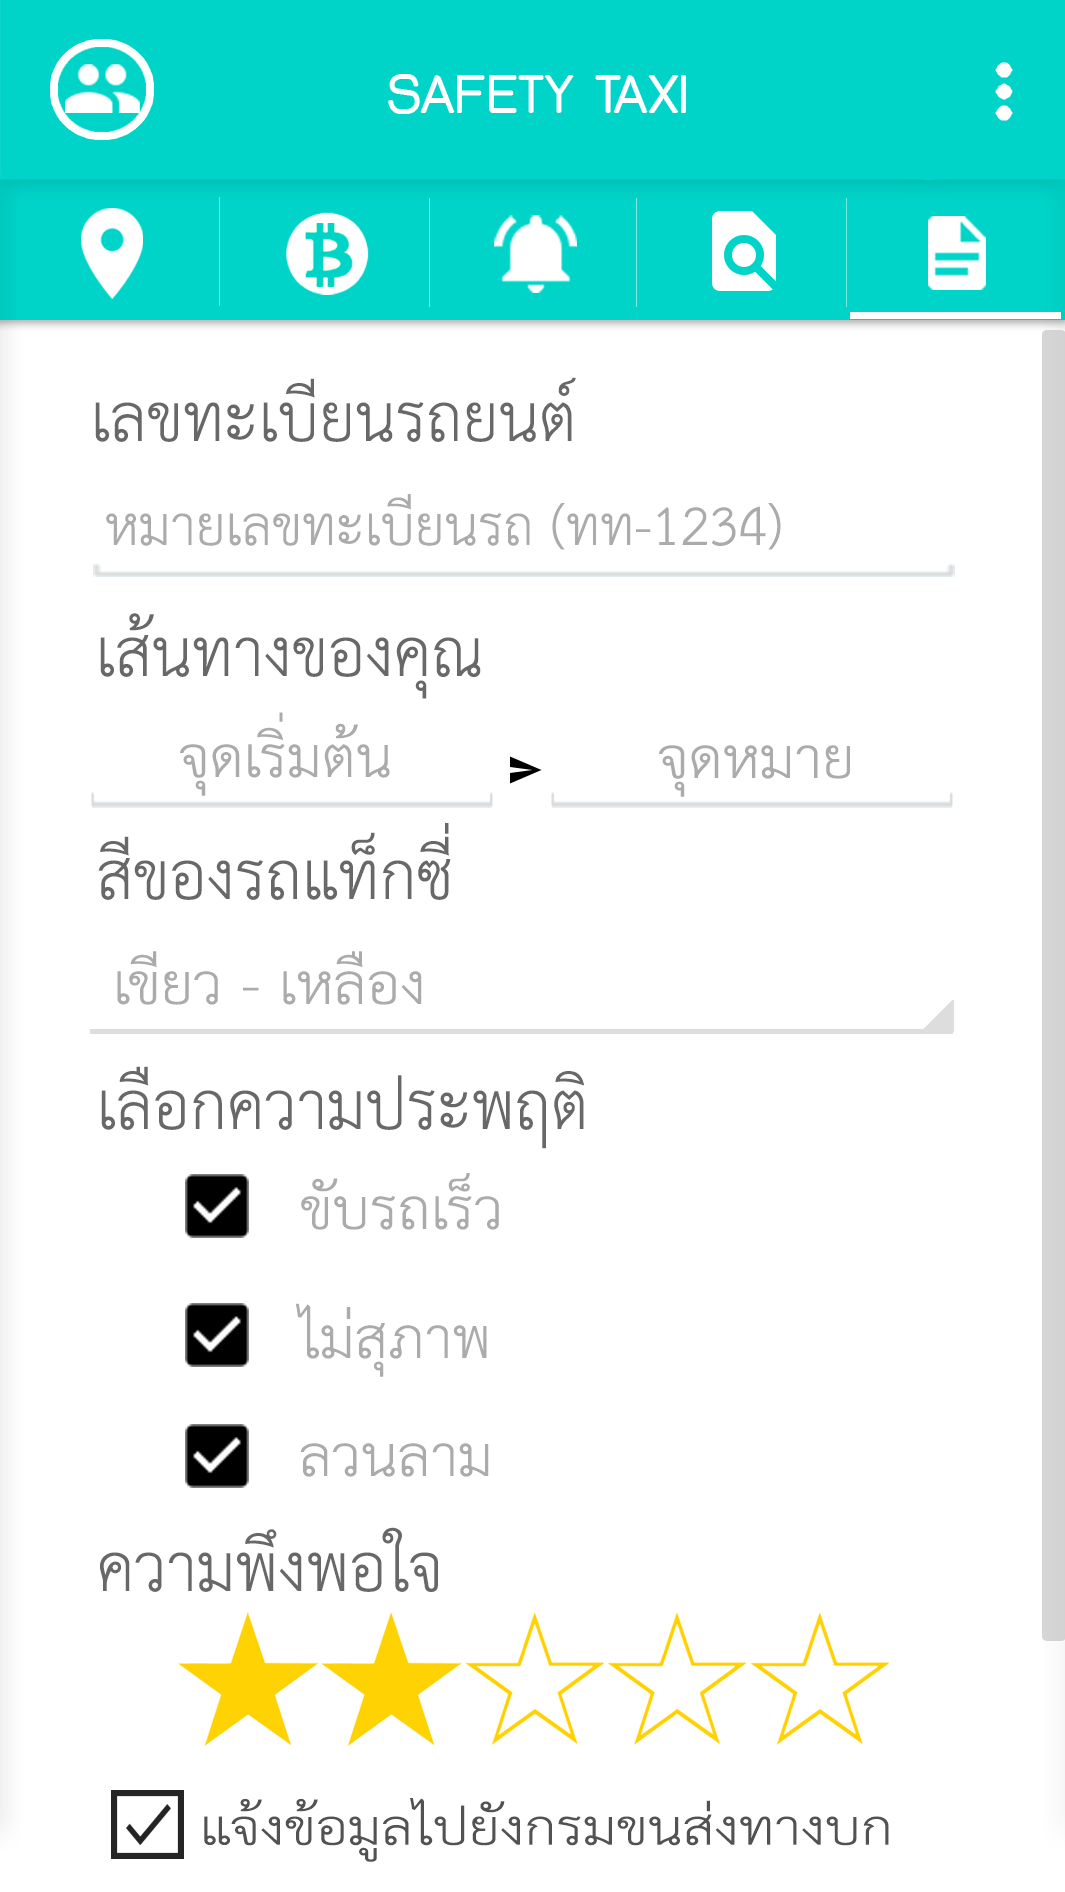 SAFETY TAXI
เลขทะเบียนรถยนต์
หมายเลขทะเบียนรถ (ทท-1234)
เส้นทางของคุณ
จุดเริ่มต้น
จุดหมาย
สีของรถแท็กซี่
เขียว - เหลือง
เลือกความประพฤติ
ขับรถเร็ว
ไม่สุภาพ
ลวนลาม
ความพึงพอใจ
แจ้งข้อมูลไปยังกรมขนส่งทางบก